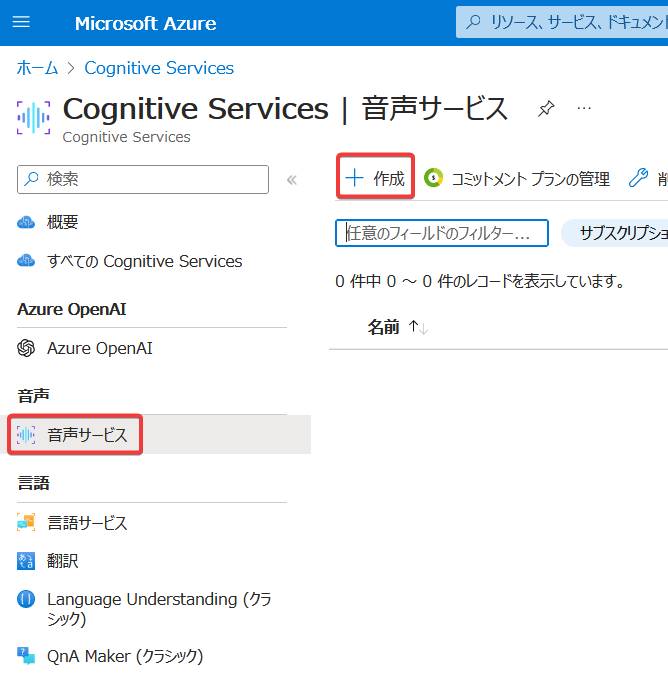 Microsoft Azure
リソース、サービス、ドキュメント
ホーム > Cognitive Services
Cognitive Services | 音声サービス ...
Cognitive Services
検索 «
+ 作成 コミットメント プランの管理 削
概要
任意のフィールドのフィルター... サブスクリプショ
すべての Cognitive Services
0 件中 0 ～ 0 件のレコードを表示しています。
Azure OpenAI
名前 ↑↓
Azure OpenAI
音声
音声サービス
言語
言語サービス
翻訳
Language Understanding (クラ
シック)
QnA Maker (クラシック)